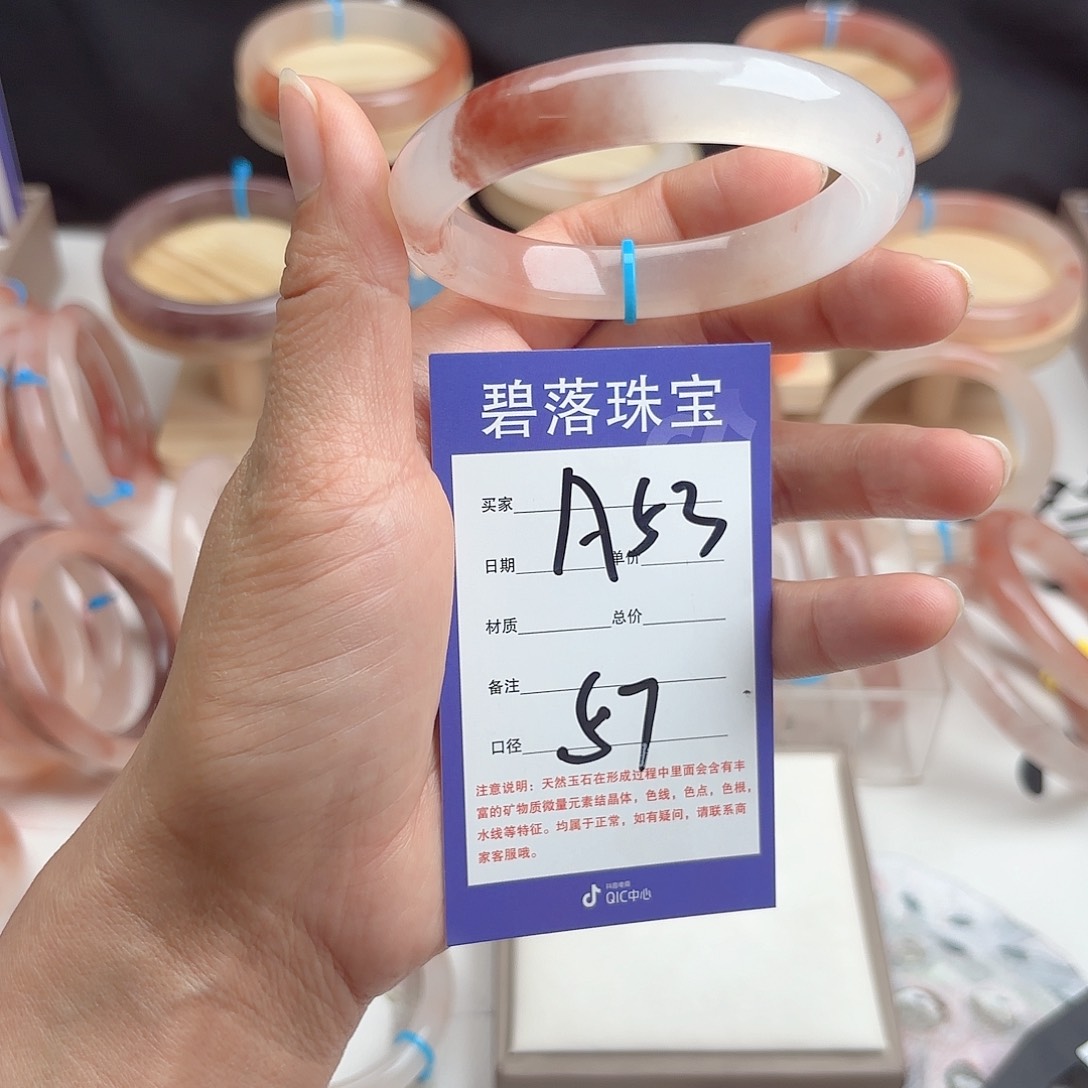 碧落珠宝
买家 A53
日期 单价
材质 总价
备注
口径 57
注意说明：天然玉石在形成过程中里面会含有丰
富的矿物质微量元素结晶体，色线，色点，色根，
水线等特征。均属于正常，如有疑问，请联系商
家客服哦。
抖音电商
QIC中心